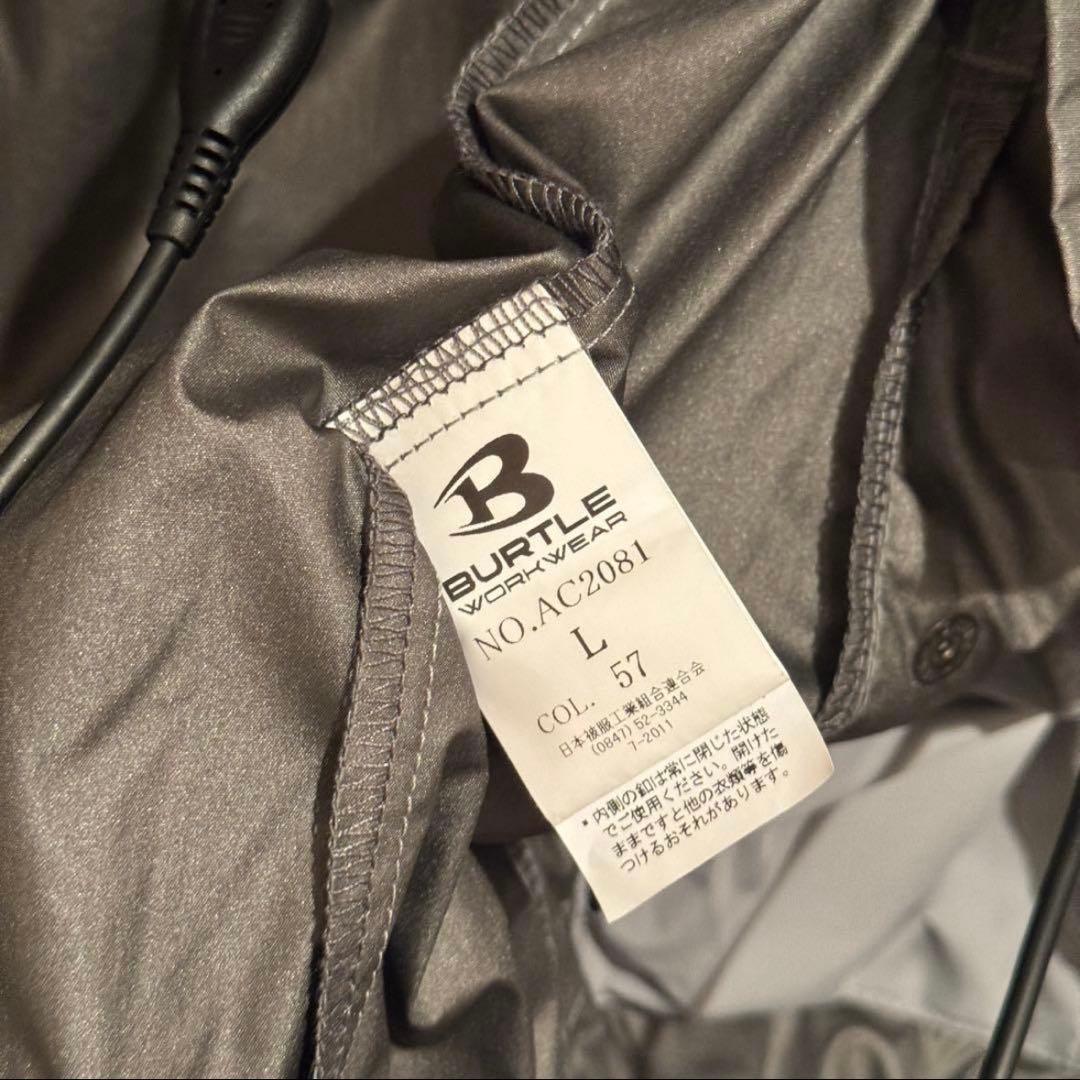 B
BURTLE
WORKWEAR
NO.AC2081
L
COL. 57
日本被服工業組合連合会
(0847) 52-3344
7-2011
*内側の釦は常に閉じた状態
でご使用ください。開けた
ままですと他の衣類等を傷
つけるおそれがあります。